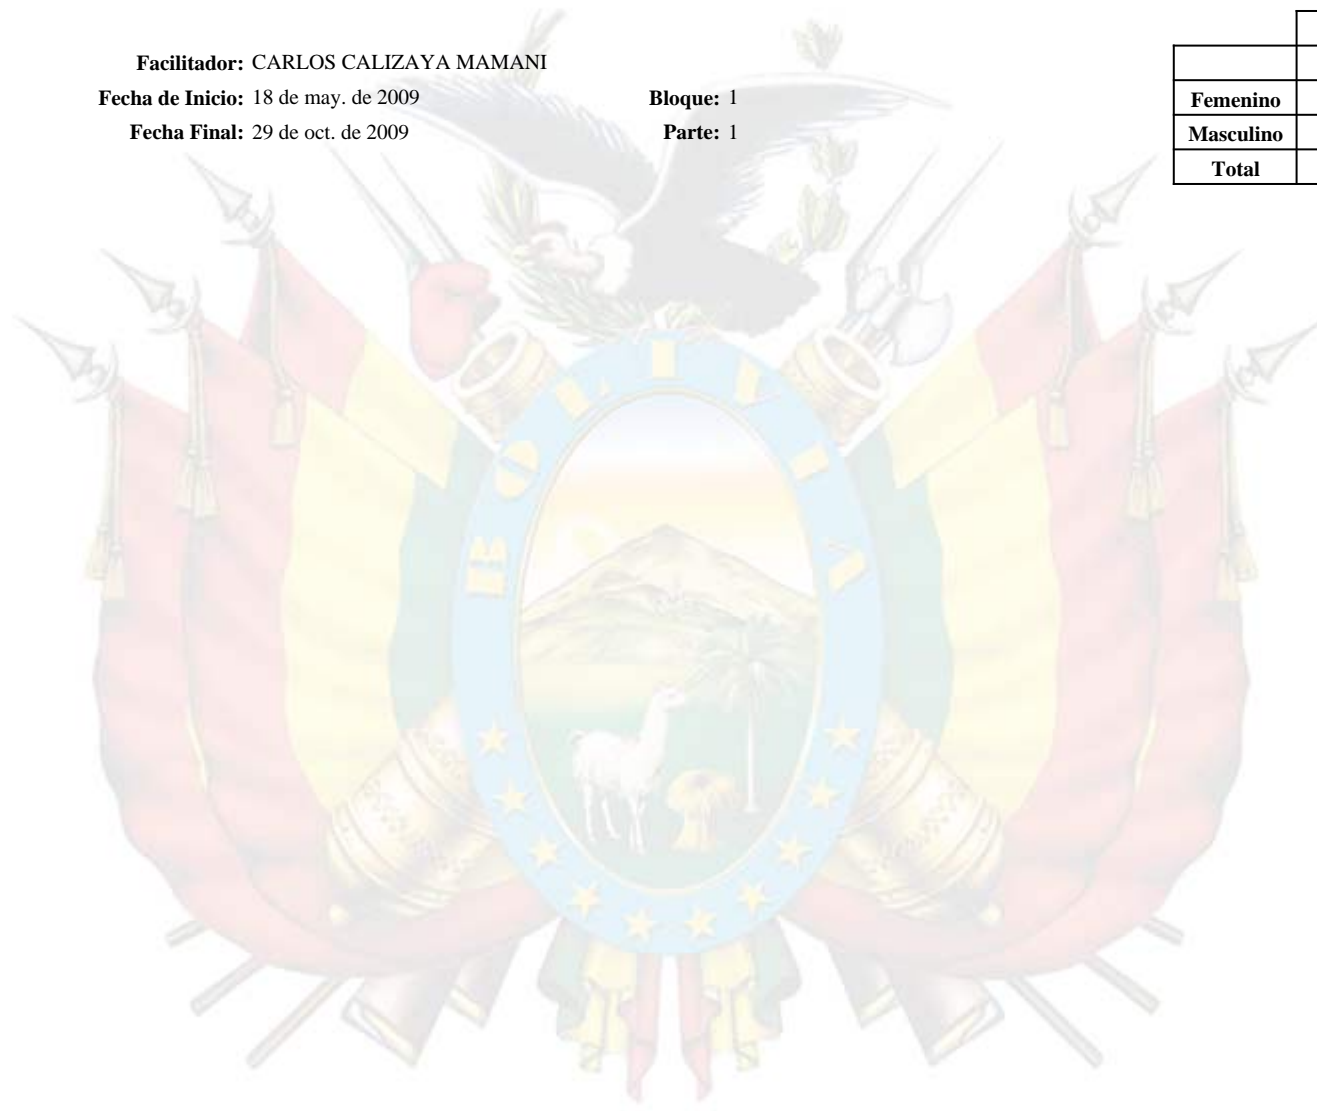 Facilitador: CARLOS CALIZAYA MAMANI
Fecha de Inicio: 18 de may. de 2009 Bloque: 1
Fecha Final: 29 de oct. de 2009 Parte: 1
Femenino
Masculino
Total
BOLIVIA